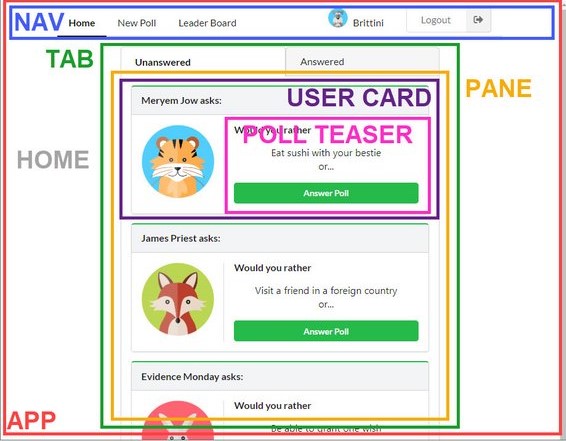 NAV Home New Poll Leader Board Brittini Logout
TAB
Unanswered Answered
PANE
Meryem Jow asks: USER CARD
Would you rather
POLL TEASER
HOME
Eat sushi with your bestie
or...
Answer Poll
James Priest asks:
Would you rather
Visit a friend in a foreign country
or...
Answer Poll
Evidence Monday asks:
Would you rather
Be able to grant one wish
APP